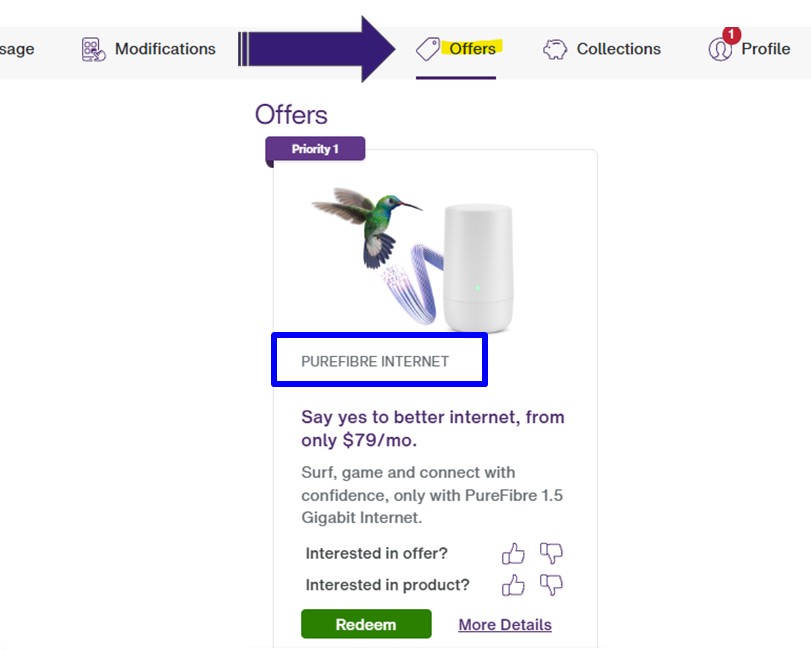 sage
Modifications
Offers
Collections
1
Profile
Offers
Priority 1
PUREFIBRE INTERNET
Say yes to better internet, from
only $79/mo.
Surf, game and connect with
confidence, only with PureFibre 1.5
Gigabit Internet.
Interested in offer?
Interested in product?
Redeem
More Details